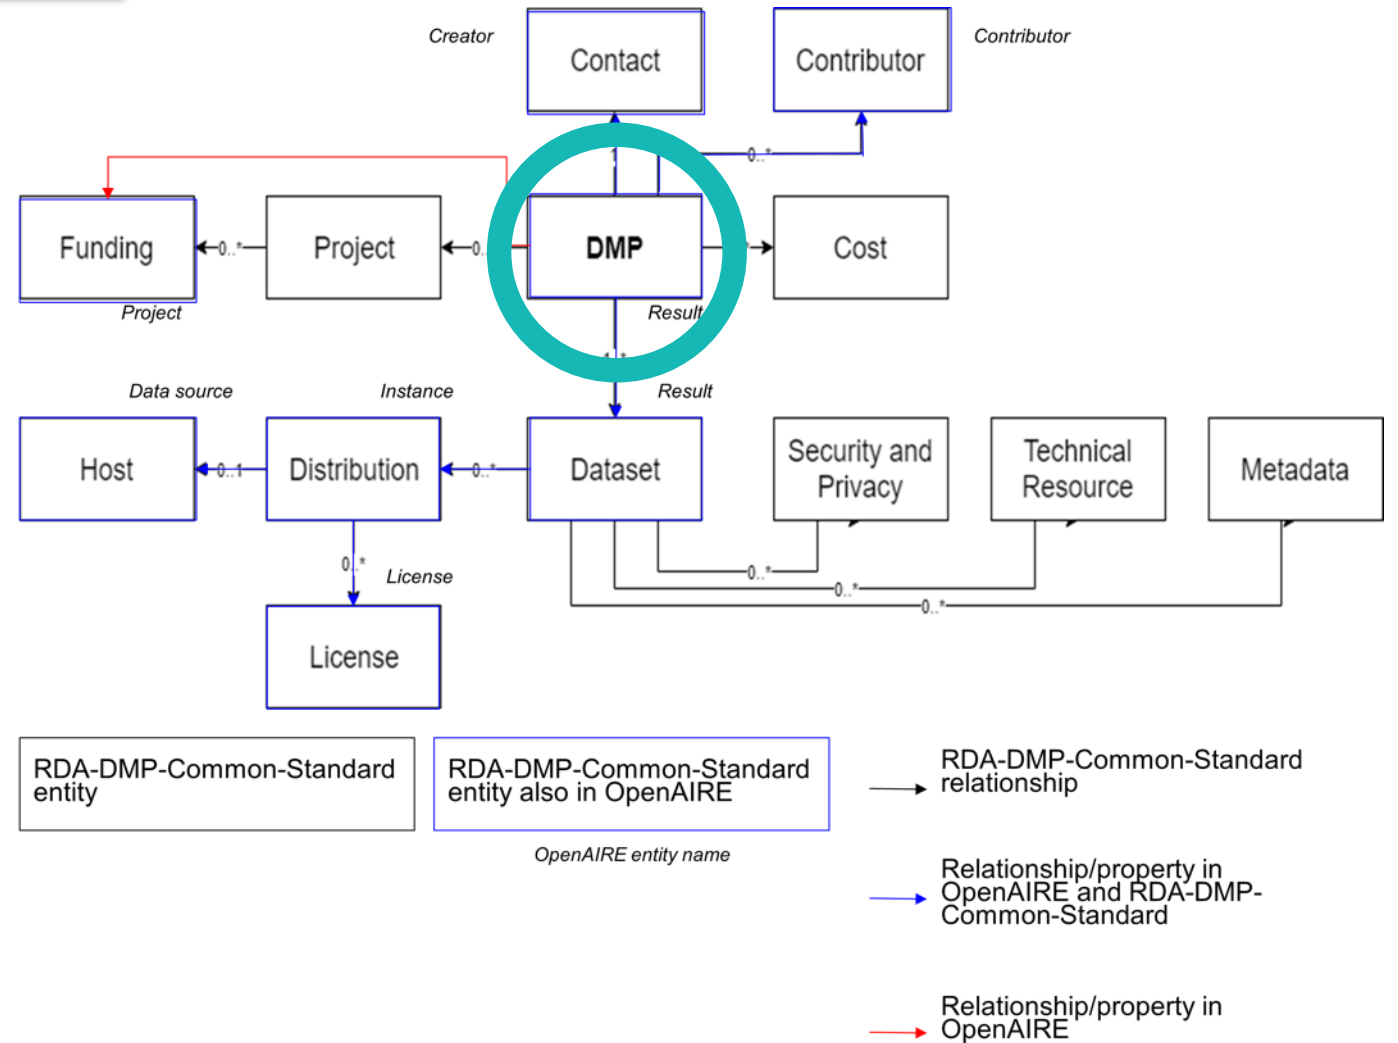 Creator
Contact
Contributor
Contributor
1
0..*
Funding
0..*
Project
0..
DMP
*
Cost
Project
Result
1..*
Data source
Instance
Result
Host
0..1
Distribution
0..*
Dataset
Security and
Privacy
Technical
Resource
Metadata
0..*
License
0..*
0..*
0..*
License
RDA-DMP-Common-Standard
entity
RDA-DMP-Common-Standard
entity also in OpenAIRE
OpenAIRE entity name
RDA-DMP-Common-Standard
relationship
Relationship/property in
OpenAIRE and RDA-DMP-
Common-Standard
Relationship/property in
OpenAIRE